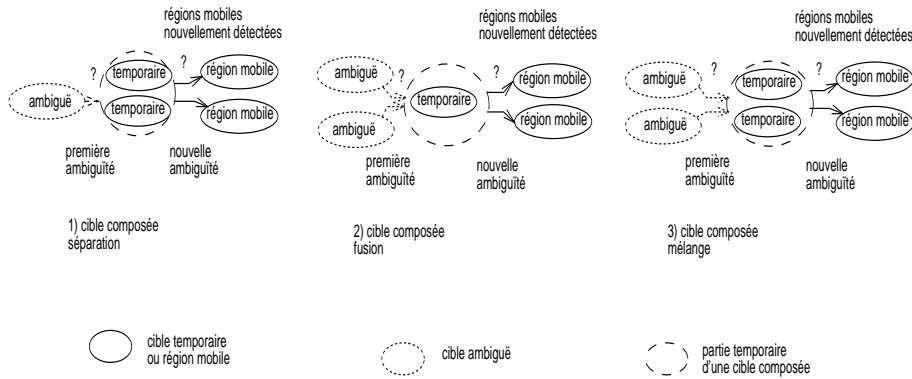 régions mobiles
nouvellement détectées
?
?
temporaire
région mobile
ambiguë
temporaire
région mobile
première
ambiguïté
nouvelle
ambiguïté
1) cible composée
séparation
régions mobiles
nouvellement détectées
ambiguë
?
?
région mobile
temporaire
ambiguë
région mobile
première
ambiguïté
nouvelle
ambiguïté
2) cible composée
fusion
régions mobiles
nouvellement détectées
?
?
ambiguë
temporaire
région mobile
ambiguë
temporaire
région mobile
première
ambiguïté
nouvelle
ambiguïté
3) cible composée
mélange
cible temporaire
ou région mobile
cible ambiguë
partie temporaire
d'une cible composée